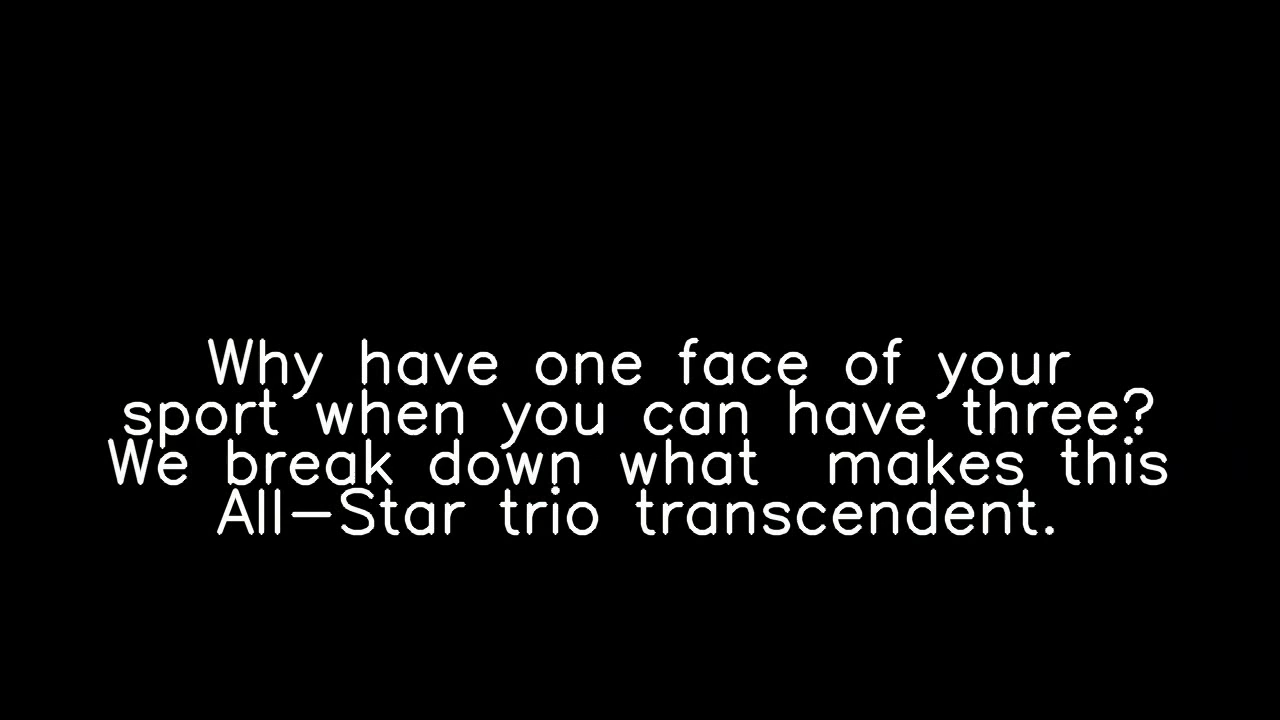 Why have one face of your
sport when you can have three?
We break down what  makes this
All-Star trio transcendent.